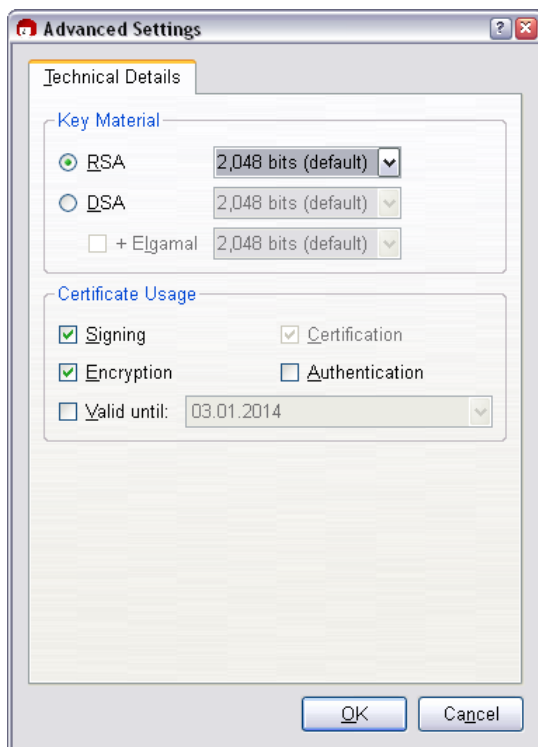 Advanced Settings
Technical Details
Key Material
RSA 2,048 bits (default)
DSA 2,048 bits (default)
+ Elgamal 2,048 bits (default)
Certificate Usage
Signing Certification
Encryption Authentication
Valid until: 03.01.2014
OK Cancel